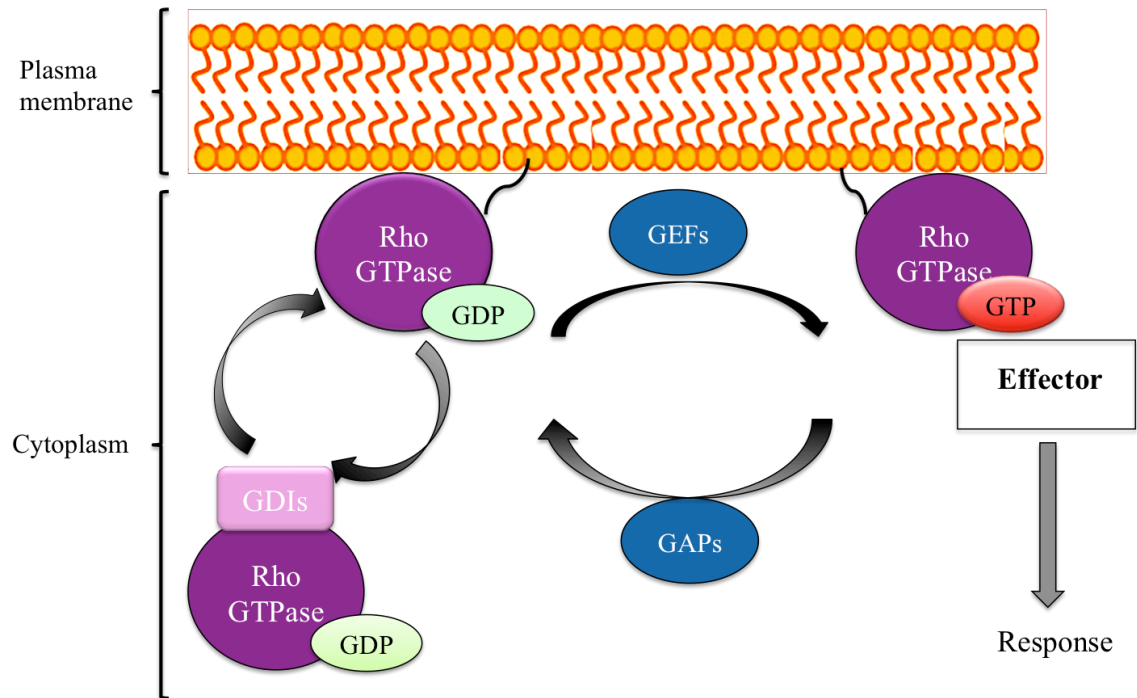 Plasma
membrane
Rho
GTPase
GDP
GEFs
Rho
GTPase
GTP
Effector
Cytoplasm
GDIs
Rho
GTPase
GDP
GAPs
Response